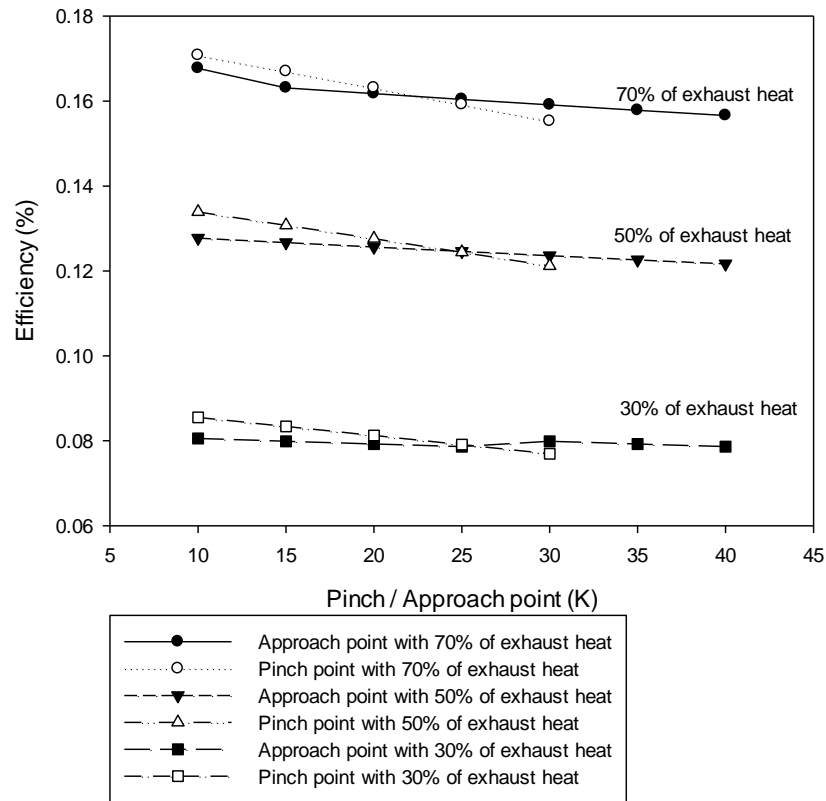 0.18
0.16
0.14
0.12
0.10
0.08
0.06
Efficiency (%)
70% of exhaust heat
50% of exhaust heat
30% of exhaust heat
5 10 15 20 25 30 35 40 45
Pinch / Approach point (K)
Approach point with 70% of exhaust heat
Pinch point with 70% of exhaust heat
Approach point with 50% of exhaust heat
Pinch point with 50% of exhaust heat
Approach point with 30% of exhaust heat
Pinch point with 30% of exhaust heat